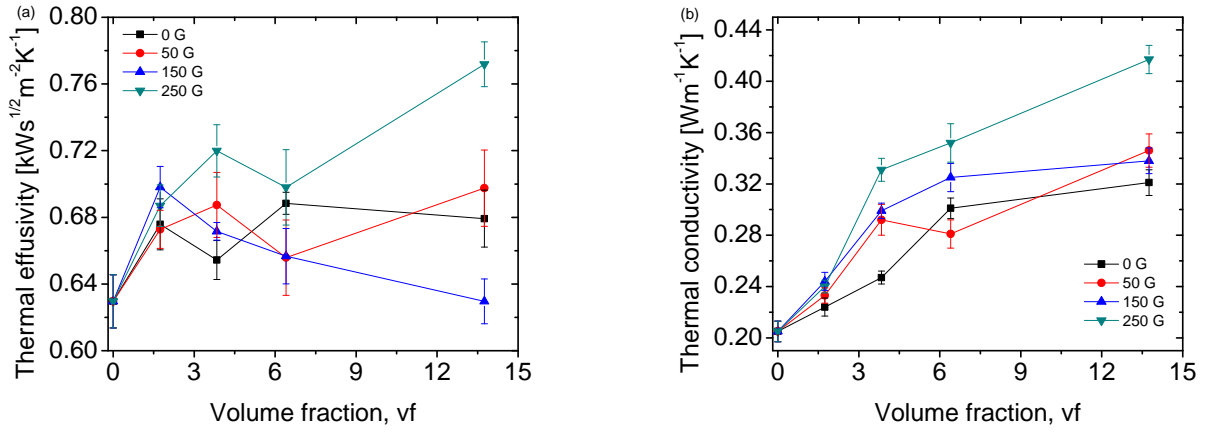 (a)
Thermal effusivity [kWs^1/2m^-2K^-1]
0.80
0.76
0.72
0.68
0.64
0.60
0 G
50 G
150 G
250 G
0 3 6 9 12 15
Volume fraction, vf
(b)
Thermal conductivity [Wm^-1K^-1]
0.44
0.40
0.36
0.32
0.28
0.24
0.20
0 G
50 G
150 G
250 G
0 3 6 9 12 15
Volume fraction, vf